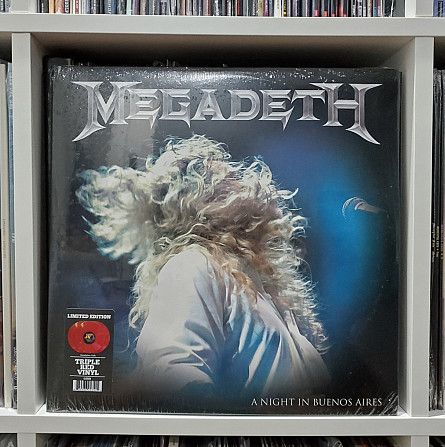 MEGADETH
LIMITED EDITION
TRIPLE
RED
VINYL
A NIGHT IN BUENOS AIRES